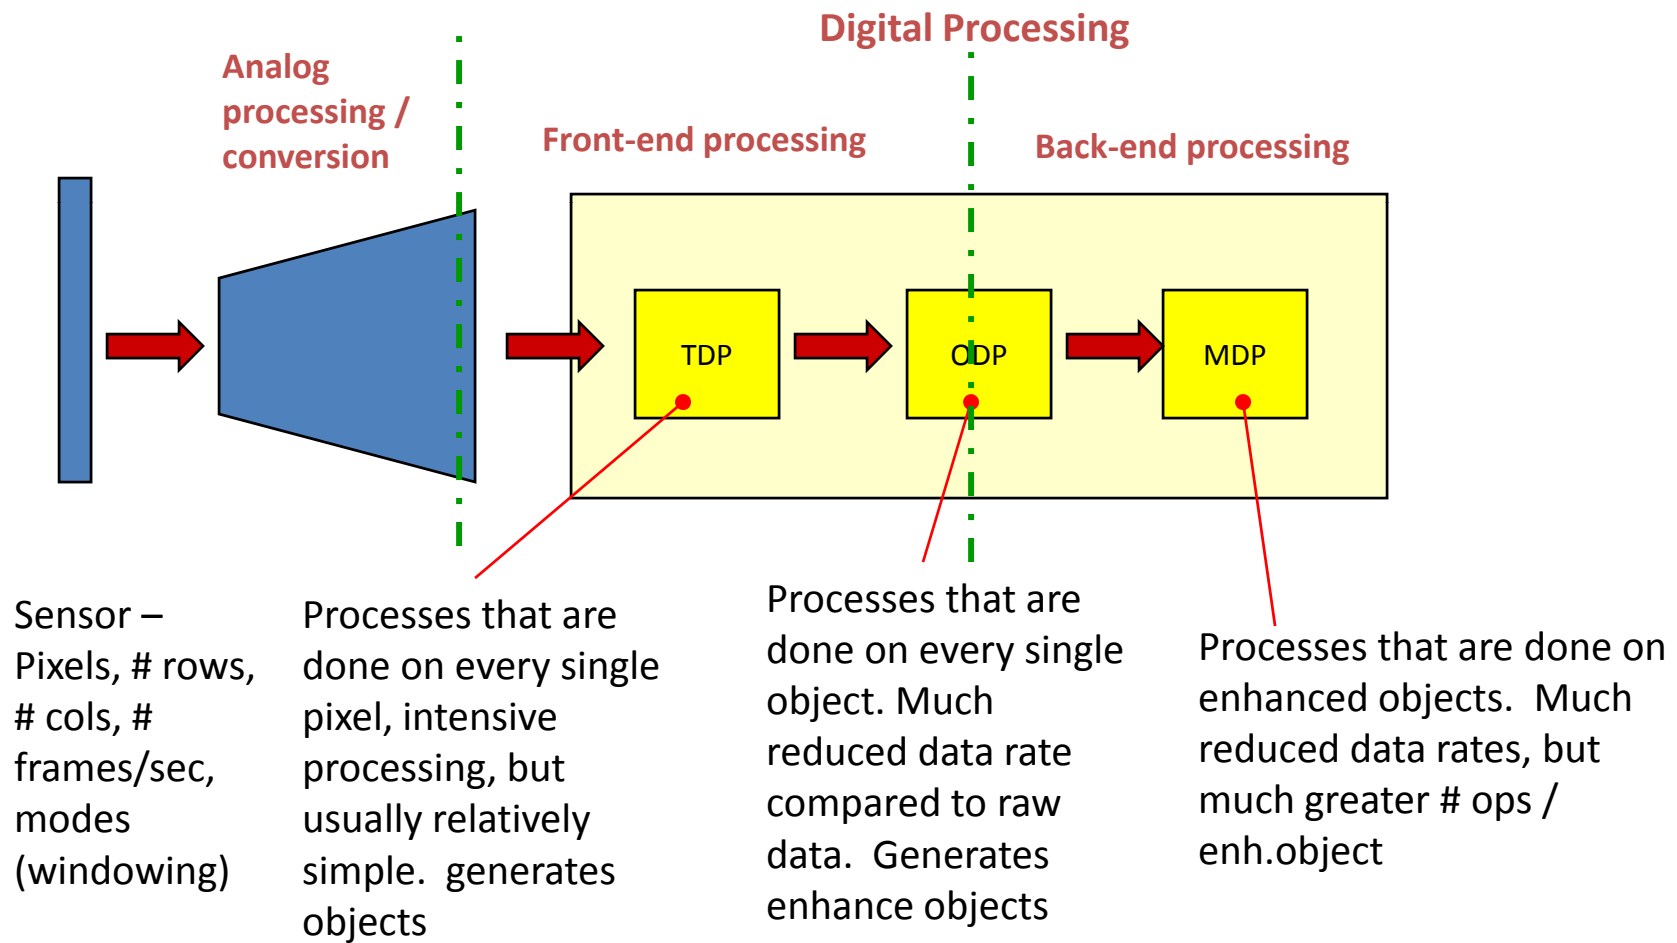 Digital Processing
Analog
processing /
conversion
Front-end processing
Back-end processing
TDP
ODP
MDP
Sensor –
Pixels, # rows,
# cols, #
frames/sec,
modes
(windowing)
Processes that are
done on every single
pixel, intensive
processing, but
usually relatively
simple.  generates
objects
Processes that are
done on every single
object. Much
reduced data rate
compared to raw
data.  Generates
enhance objects
Processes that are done on
enhanced objects.  Much
reduced data rates, but
much greater # ops /
enh.object